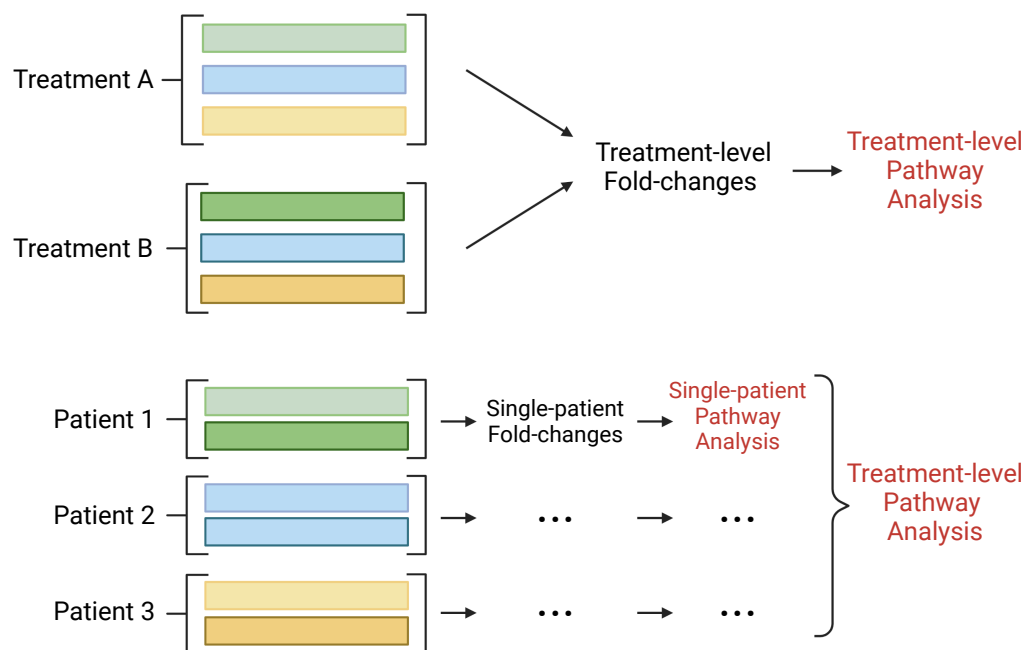 Treatment A
Treatment B
Treatment-level
Fold-changes
Treatment-level
Pathway
Analysis
Patient 1
Single-patient
Fold-changes
Single-patient
Pathway
Analysis
Patient 2
...
...
Patient 3
...
...
Treatment-level
Pathway
Analysis